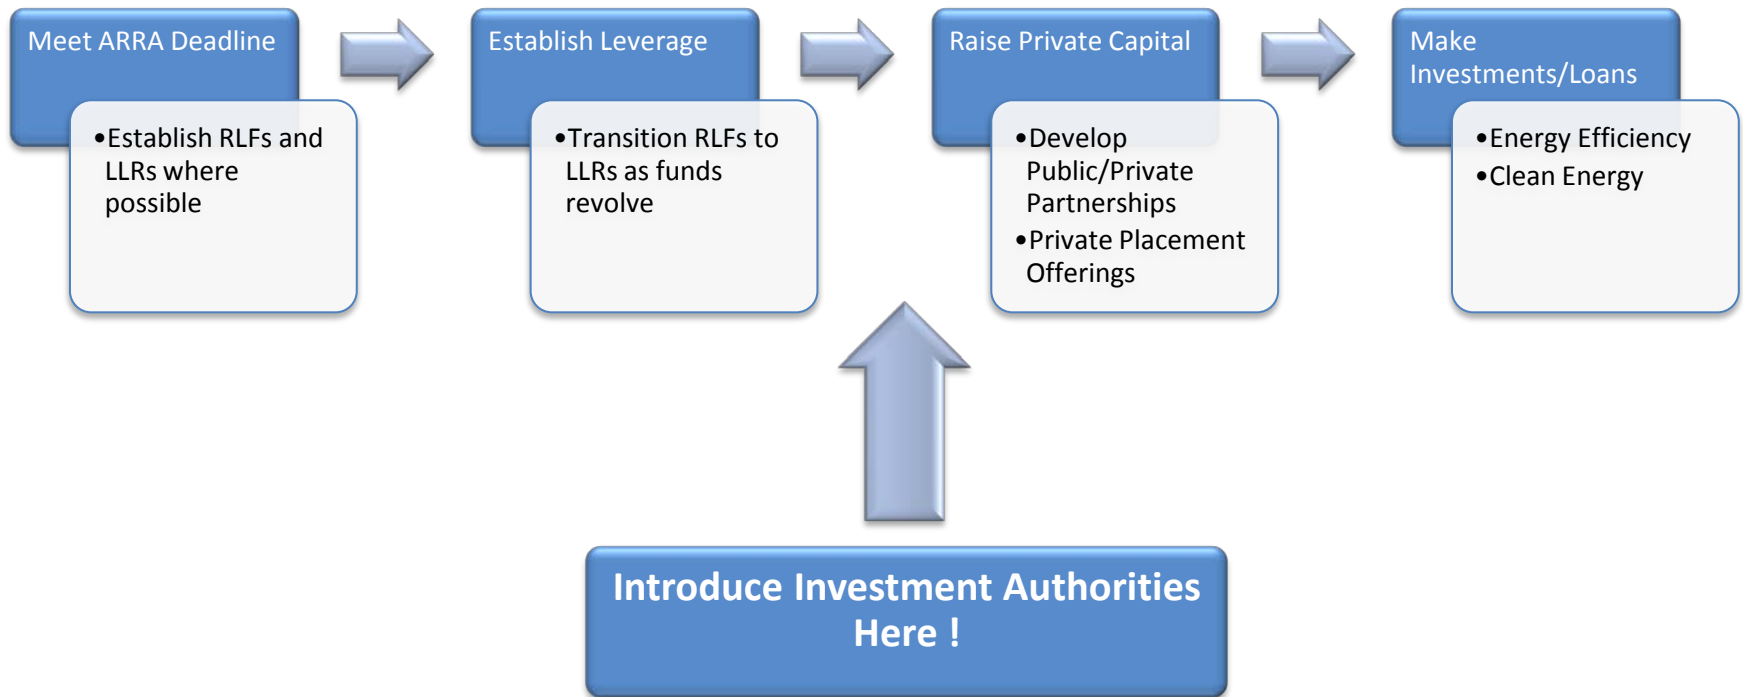 Meet ARRA Deadline
•Establish RLFs and
LLRs where
possible
Establish Leverage
•Transition RLFs to
LLRs as funds
revolve
Raise Private Capital
•Develop
Public/Private
Partnerships
•Private Placement
Offerings
Make
Investments/Loans
•Energy Efficiency
•Clean Energy
Introduce Investment Authorities
Here !